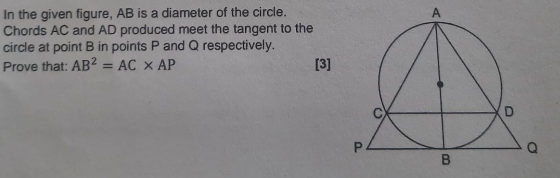 In the given figure, AB is a diameter of the circle.
Chords AC and AD produced meet the tangent to the
circle at point B in points P and Q respectively.
Prove that: AB² = AC × AP [3]
A
C D
P B Q